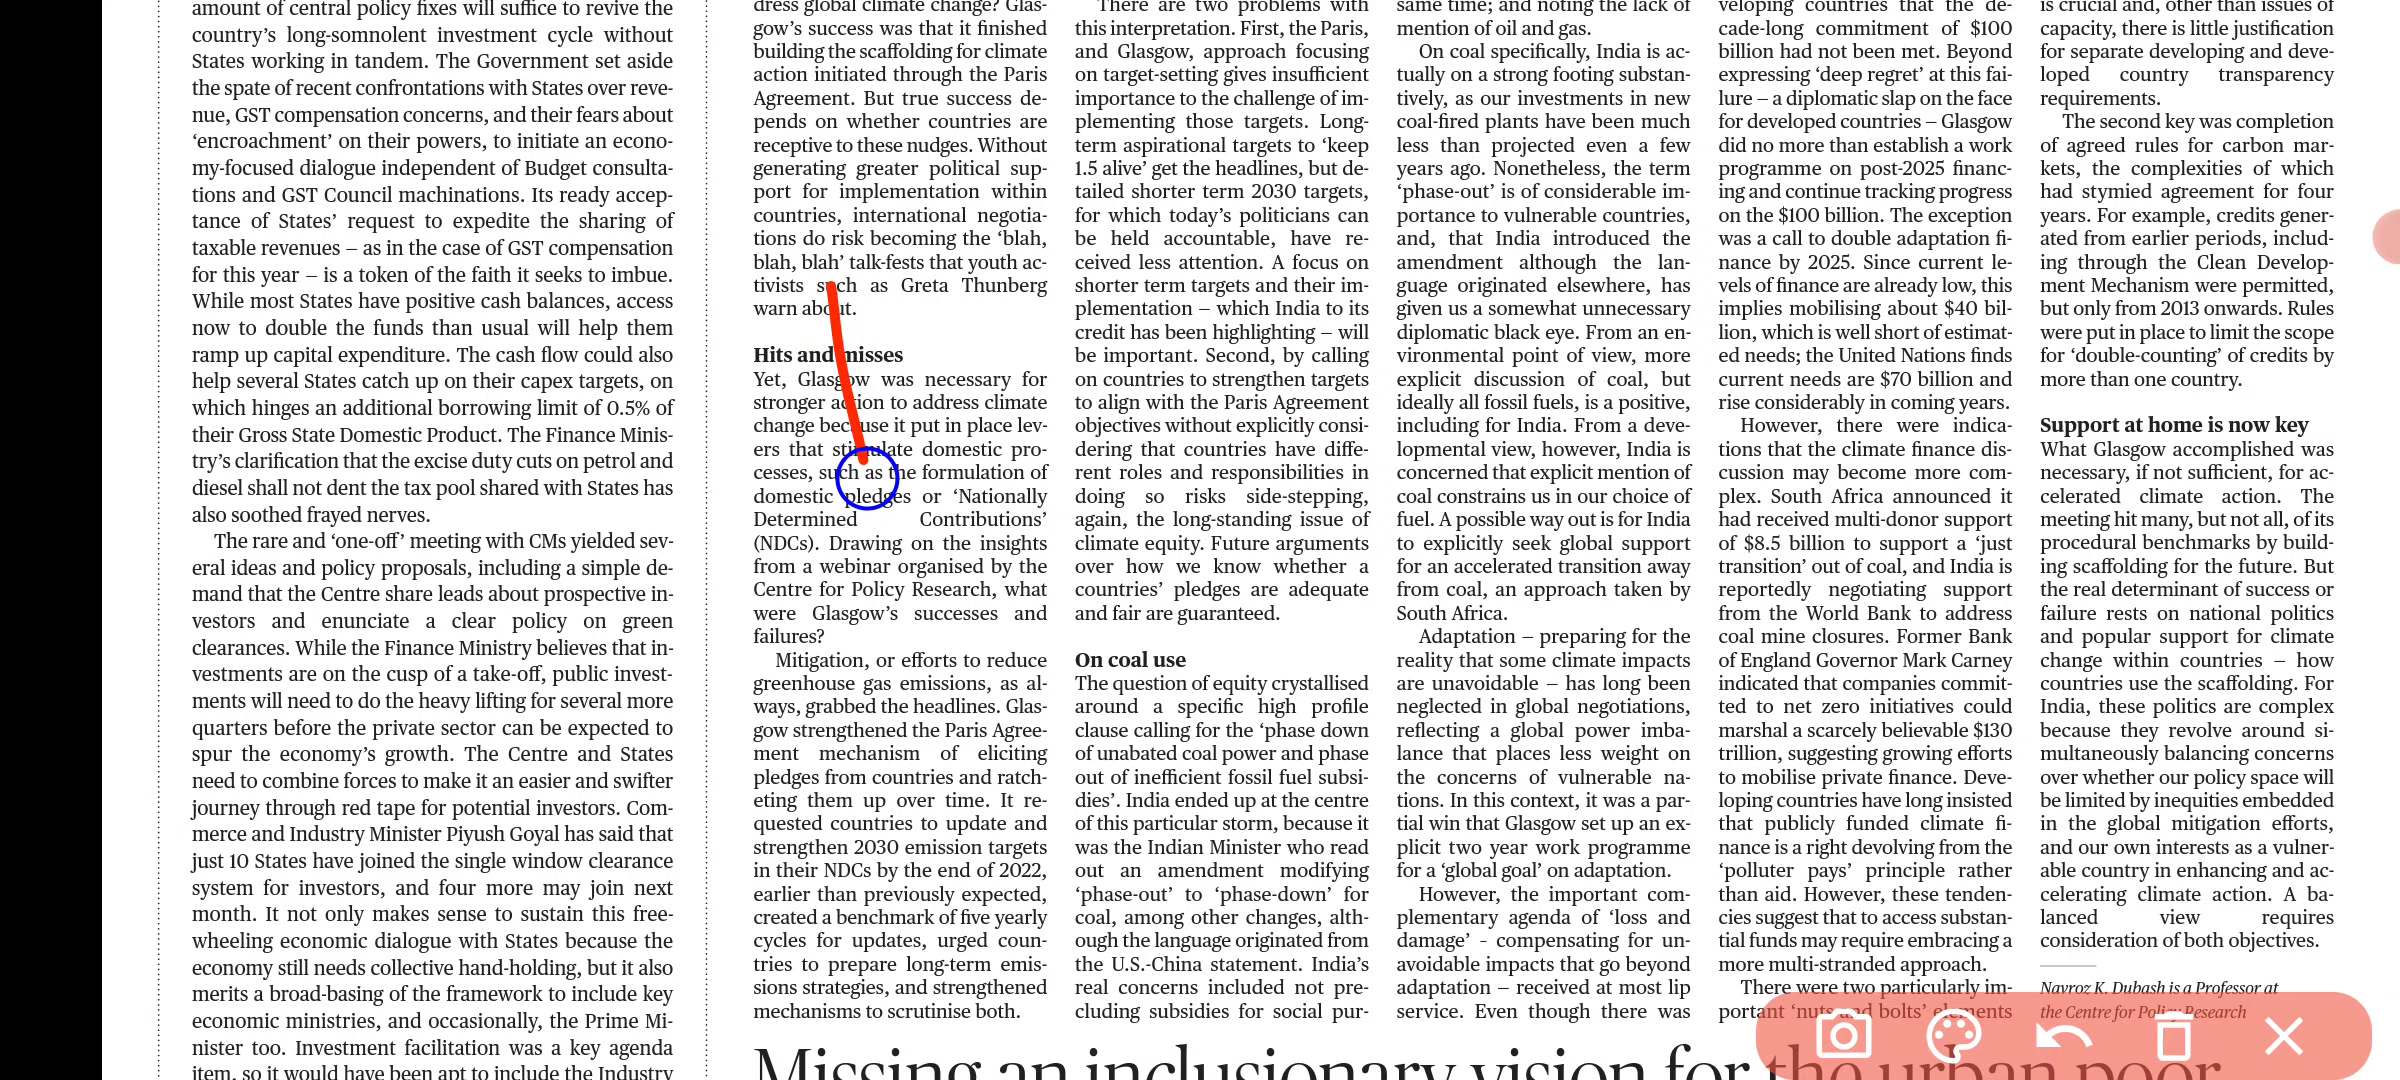 amount of central policy fixes will suffice to revive the
country's long-somnolent investment cycle without
States working in tandem. The Government set aside
the spate of recent confrontations with States over reve-
nue, GST compensation concerns, and their fears about
'encroachment' on their powers, to initiate an econo-
my-focused dialogue independent of Budget consulta-
tions and GST Council machinations. Its ready accep-
tance of States' request to expedite the sharing of
taxable revenues – as in the case of GST compensation
for this year – is a token of the faith it seeks to imbue.
While most States have positive cash balances, access
now to double the funds than usual will help them
ramp up capital expenditure. The cash flow could also
help several States catch up on their capex targets, on
which hinges an additional borrowing limit of 0.5% of
their Gross State Domestic Product. The Finance Minis-
try's clarification that the excise duty cuts on petrol and
diesel shall not dent the tax pool shared with States has
also soothed frayed nerves.
The rare and 'one-off' meeting with CMs yielded sev-
eral ideas and policy proposals, including a simple de-
mand that the Centre share leads about prospective in-
vestors and enunciate a clear policy on green
clearances. While the Finance Ministry believes that in-
vestments are on the cusp of a take-off, public invest-
ments will need to do the heavy lifting for several more
quarters before the private sector can be expected to
spur the economy's growth. The Centre and States
need to combine forces to make it an easier and swifter
journey through red tape for potential investors. Com-
merce and Industry Minister Piyush Goyal has said that
just 10 States have joined the single window clearance
system for investors, and four more may join next
month. It not only makes sense to sustain this free-
wheeling economic dialogue with States because the
economy still needs collective hand-holding, but it also
merits a broad-basing of the framework to include key
economic ministries, and occasionally, the Prime Mi-
nister too. Investment facilitation was a key agenda
item, so it would have been apt to include the Industry
dress global climate change? Glas-
gow's success was that it finished
building the scaffolding for climate
action initiated through the Paris
Agreement. But true success de-
pends on whether countries are
receptive to these nudges. Without
generating greater political sup-
port for implementation within
countries, international negotia-
tions do risk becoming the 'blah,
blah, blah' talk-fests that youth ac-
tivists such as Greta Thunberg
warn about.
Hits and misses
Yet, Glasgow was necessary for
stronger action to address climate
change because it put in place lev-
ers that stimulate domestic pro-
cesses, such as the formulation of
domestic pledges or 'Nationally
Determined Contributions'
(NDCs). Drawing on the insights
from a webinar organised by the
Centre for Policy Research, what
were Glasgow's successes and
failures?
Mitigation, or efforts to reduce
greenhouse gas emissions, as al-
ways, grabbed the headlines. Glas-
gow strengthened the Paris Agree-
ment mechanism of eliciting
pledges from countries and ratch-
eting them up over time. It re-
quested countries to update and
strengthen 2030 emission targets
in their NDCs by the end of 2022,
earlier than previously expected,
created a benchmark of five yearly
cycles for updates, urged coun-
tries to prepare long-term emis-
sions strategies, and strengthened
mechanisms to scrutinise both.
There are two problems with
this interpretation. First, the Paris,
and Glasgow, approach focusing
on target-setting gives insufficient
importance to the challenge of im-
plementing those targets. Long-
term aspirational targets to 'keep
1.5 alive' get the headlines, but de-
tailed shorter term 2030 targets,
for which today's politicians can
be held accountable, have re-
ceived less attention. A focus on
shorter term targets and their im-
plementation – which India to its
credit has been highlighting – will
be important. Second, by calling
on countries to strengthen targets
to align with the Paris Agreement
objectives without explicitly consi-
dering that countries have diffe-
rent roles and responsibilities in
doing so risks side-stepping,
again, the long-standing issue of
climate equity. Future arguments
over how we know whether a
countries' pledges are adequate
and fair are guaranteed.
On coal use
The question of equity crystallised
around a specific high profile
clause calling for the 'phase down
of unabated coal power and phase
out of inefficient fossil fuel subsi-
dies'. India ended up at the centre
of this particular storm, because it
was the Indian Minister who read
out an amendment modifying
'phase-out' to 'phase-down' for
coal, among other changes, alth-
ough the language originated from
the U.S.-China statement. India's
real concerns included not pre-
cluding subsidies for social pur-
same time; and noting the lack of
mention of oil and gas.
On coal specifically, India is ac-
tually on a strong footing substan-
tively, as our investments in new
coal-fired plants have been much
less than projected even a few
years ago. Nonetheless, the term
'phase-out' is of considerable im-
portance to vulnerable countries,
and, that India introduced the
amendment although the lan-
guage originated elsewhere, has
given us a somewhat unnecessary
diplomatic black eye. From an en-
vironmental point of view, more
explicit discussion of coal, but
ideally all fossil fuels, is a positive,
including for India. From a deve-
lopmental view, however, India is
concerned that explicit mention of
coal constrains us in our choice of
fuel. A possible way out is for India
to explicitly seek global support
for an accelerated transition away
from coal, an approach taken by
South Africa.
Adaptation – preparing for the
reality that some climate impacts
are unavoidable – has long been
neglected in global negotiations,
reflecting a global power imba-
lance that places less weight on
the concerns of vulnerable na-
tions. In this context, it was a par-
tial win that Glasgow set up an ex-
plicit two year work programme
for a 'global goal' on adaptation.
However, the important com-
plementary agenda of 'loss and
damage' - compensating for un-
avoidable impacts that go beyond
adaptation – received at most lip
service. Even though there was
veloping countries that the de-
cade-long commitment of $100
billion had not been met. Beyond
expressing 'deep regret' at this fai-
lure – a diplomatic slap on the face
for developed countries – Glasgow
did no more than establish a work
programme on post-2025 financ-
ing and continue tracking progress
on the $100 billion. The exception
was a call to double adaptation fi-
nance by 2025. Since current le-
vels of finance are already low, this
implies mobilising about $40 bil-
lion, which is well short of estimat-
ed needs; the United Nations finds
current needs are $70 billion and
rise considerably in coming years.
However, there were indica-
tions that the climate finance dis-
cussion may become more com-
plex. South Africa announced it
had received multi-donor support
of $8.5 billion to support a 'just
transition' out of coal, and India is
reportedly negotiating support
from the World Bank to address
coal mine closures. Former Bank
of England Governor Mark Carney
indicated that companies commit-
ted to net zero initiatives could
marshal a scarcely believable $130
trillion, suggesting growing efforts
to mobilise private finance. Deve-
loping countries have long insisted
that publicly funded climate fi-
nance is a right devolving from the
'polluter pays' principle rather
than aid. However, these tenden-
cies suggest that to access substan-
tial funds may require embracing a
more multi-stranded approach.
There were two particularly im-
portant 'nuts and bolts' elements
is crucial and, other than issues of
capacity, there is little justification
for separate developing and deve-
loped country transparency
requirements.
The second key was completion
of agreed rules for carbon mar-
kets, the complexities of which
had stymied agreement for four
years. For example, credits gener-
ated from earlier periods, includ-
ing through the Clean Develop-
ment Mechanism were permitted,
but only from 2013 onwards. Rules
were put in place to limit the scope
for 'double-counting' of credits by
more than one country.
Support at home is now key
What Glasgow accomplished was
necessary, if not sufficient, for ac-
celerated climate action. The
meeting hit many, but not all, of its
procedural benchmarks by build-
ing scaffolding for the future. But
the real determinant of success or
failure rests on national politics
and popular support for climate
change within countries – how
countries use the scaffolding. For
India, these politics are complex
because they revolve around si-
multaneously balancing concerns
over whether our policy space will
be limited by inequities embedded
in the global mitigation efforts,
and our own interests as a vulner-
able country in enhancing and ac-
celerating climate action. A ba-
lanced view requires
consideration of both objectives.
Navroz K. Dubash is a Professor at
the Centre for Policy Research
Missing an inclusionary vision for the urban poor